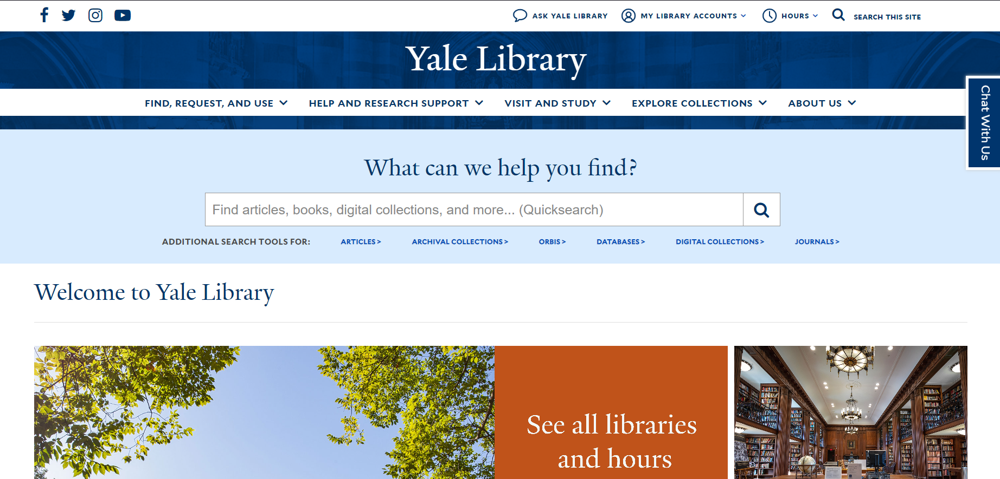 ASK YALE LIBRARY
MY LIBRARY ACCOUNTS
HOURS
SEARCH THIS SITE
Yale Library
FIND, REQUEST, AND USE
HELP AND RESEARCH SUPPORT
VISIT AND STUDY
EXPLORE COLLECTIONS
ABOUT US
Chat With Us
What can we help you find?
Find articles, books, digital collections, and more... (Quicksearch)
ADDITIONAL SEARCH TOOLS FOR:
ARTICLES >
ARCHIVAL COLLECTIONS >
ORBIS >
DATABASES >
DIGITAL COLLECTIONS >
JOURNALS >
Welcome to Yale Library
See all libraries
and hours